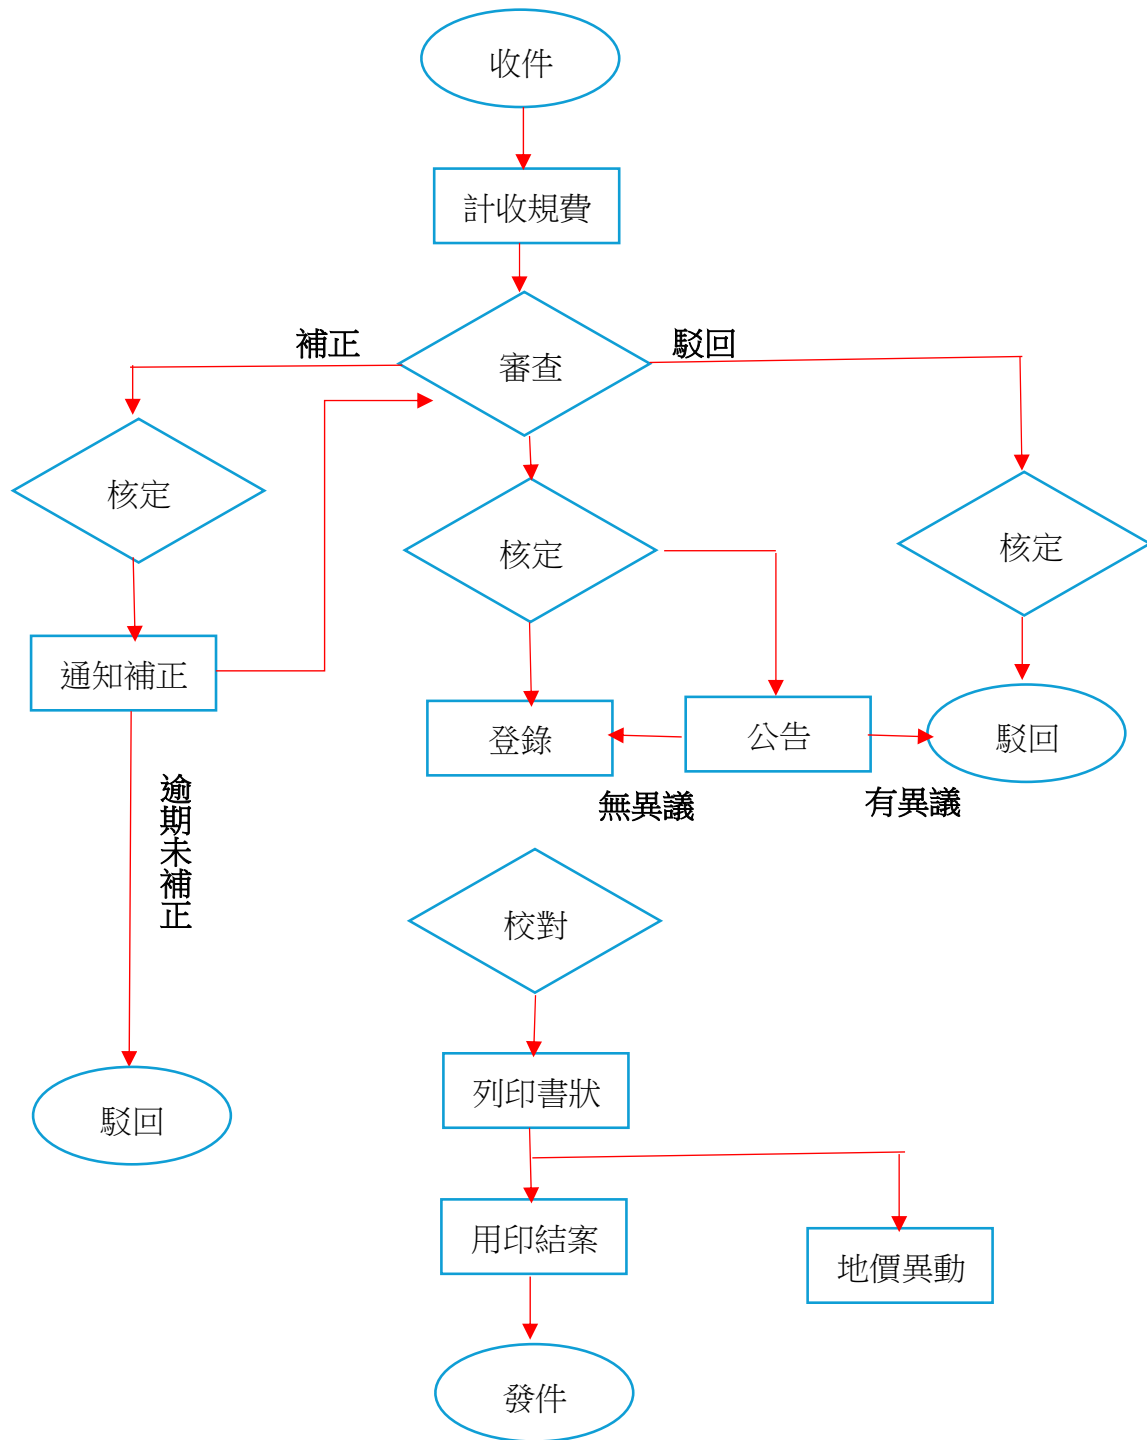 收件
計收規費
補正
駁回
審查
核定
核定
核定
通知補正
登錄
公告
駁回
無異議
有異議
逾期未補正
校對
列印書狀
駁回
用印結案
地價異動
發件